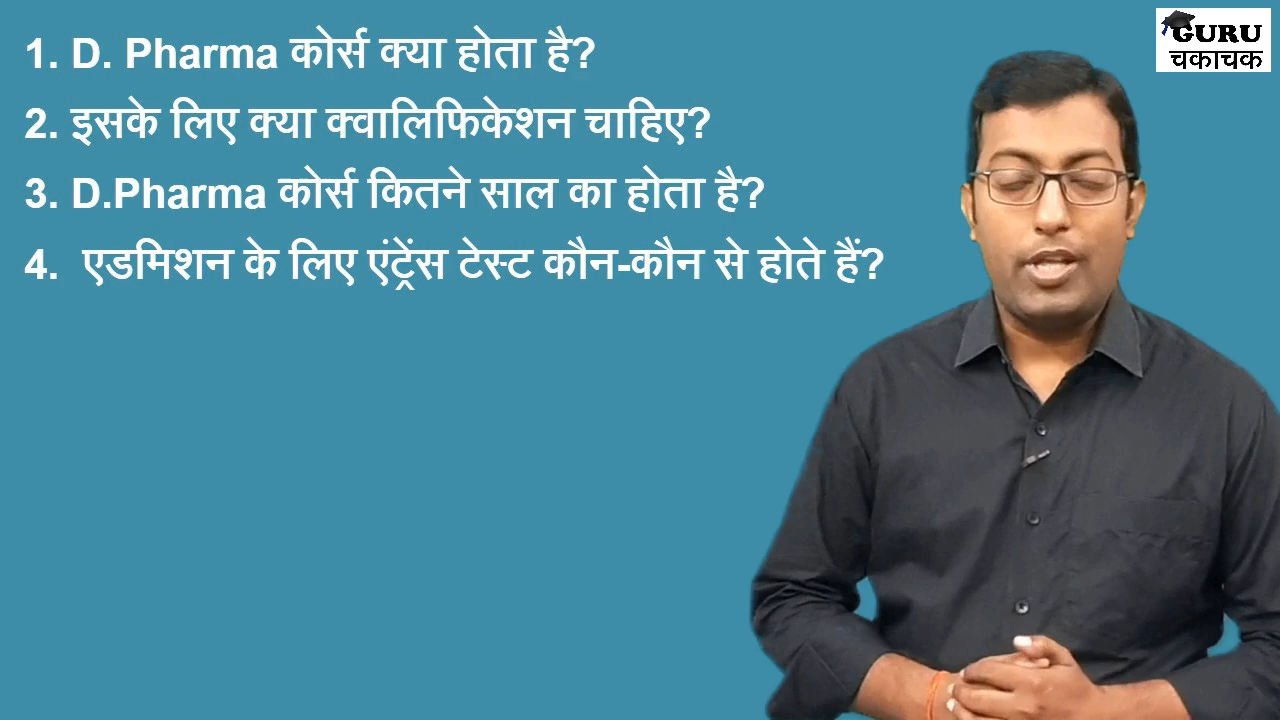 1. D. Pharma कोर्स क्या होता है?
GURU
चकाचक
2. इसके लिए क्या क्वालिफिकेशन चाहिए?
3. D.Pharma कोर्स कितने साल का होता है?
4. एडमिशन के लिए एंट्रेंस टेस्ट कौन-कौन से होते हैं?